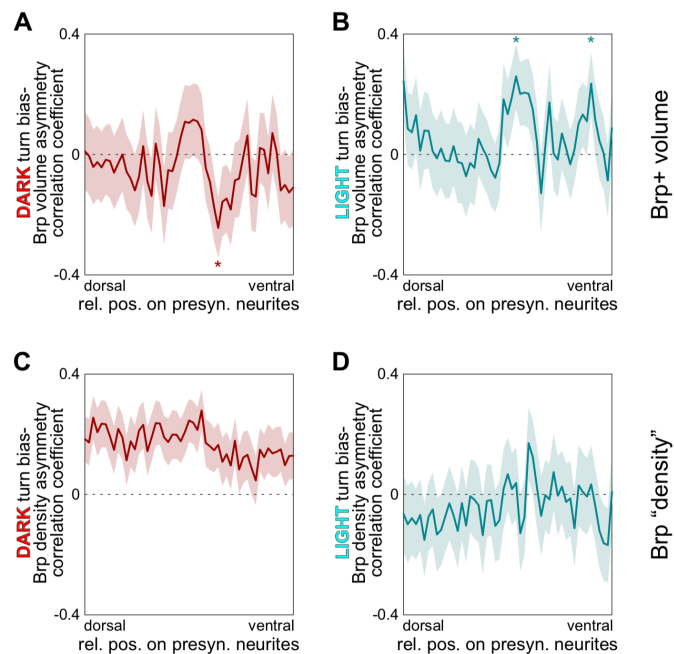 A
DARK turn bias-
Brp volume asymmetry
correlation coefficient
0.4
0
-0.4
*
dorsal
ventral
rel. pos. on presyn. neurites
B
LIGHT turn bias-
Brp volume asymmetry
correlation coefficient
0.4
0
-0.4
*
*
dorsal
ventral
rel. pos. on presyn. neurites
Brp+ volume
C
DARK turn bias-
Brp density asymmetry
correlation coefficient
0.4
0
-0.4
dorsal
ventral
rel. pos. on presyn. neurites
D
LIGHT turn bias-
Brp density asymmetry
correlation coefficient
0.4
0
-0.4
dorsal
ventral
rel. pos. on presyn. neurites
Brp “density”